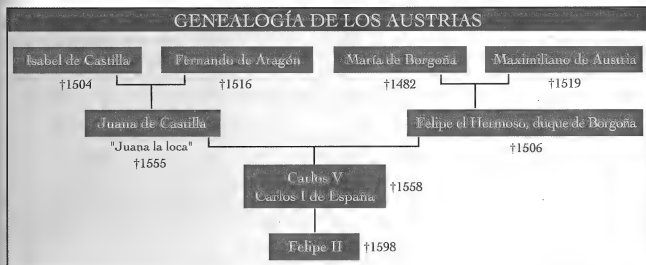 GENEALOGÍA DE LOS AUSTRIAS
Isabel de Castilla
Fernando de Aragón
María de Borgoña
Maximiliano de Austria
†1504
†1516
†1482
†1519
Juana de Castilla
Felipe el Hermoso, duque de Borgoña
"Juana la loca"
†1555
†1506
Carlos V
Carlos I de España
†1558
Felipe II
†1598